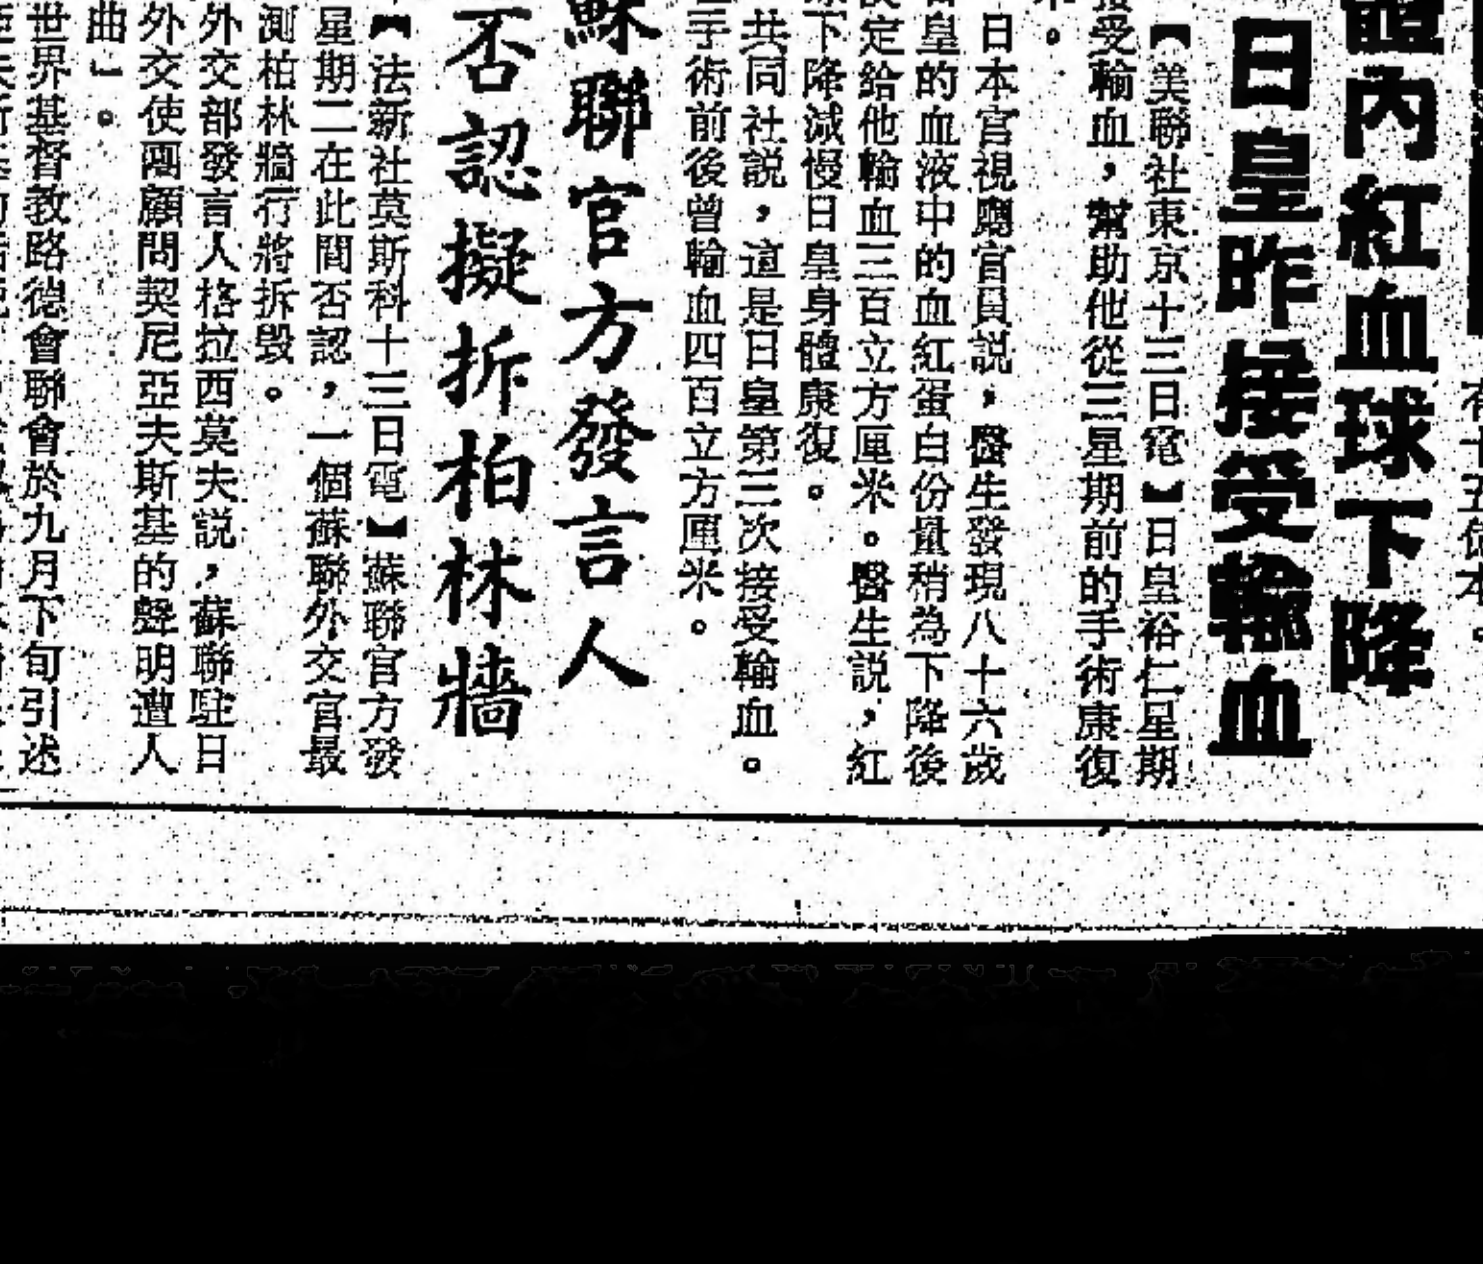 有十五個本。
體內紅血球下降
日皇昨接受輸血
【美聯社東京十三日電】日皇裕仁星期
接受輸血，幫助他從三星期前的手術康復
。
日本宮視廳官員説，醫生發現八十六歲
日皇的血液中的血紅蛋白份量稍為下降後
決定給他輸血三百立方厘米。醫生説，紅
下降減慢日皇身體康復。
共同社説，這是日皇第三次接受輸血。
手術前後曾輸血四百立方厘米。
蘇聯官方發言人
否認擬拆柏林牆
【法新社莫斯科十三日電】蘇聯官方發
星期二在此間否認，一個蘇聯外交官最
測柏林牆行將拆毀。
外交部發言人格拉西莫夫説，蘇聯駐日
外交使團顧問契尼亞夫斯基的聲明遭人
曲」。
世界基督教路德會聯會於九月下旬引述